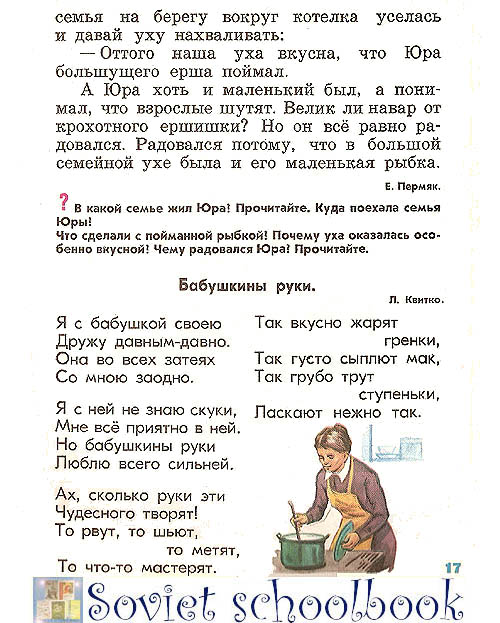 семья на берегу вокруг котелка уселась
и давай уху нахваливать:
— Оттого наша уха вкусна, что Юра
большущего ерша поймал.
А Юра хоть и маленький был, а пони-
мал, что взрослые шутят. Велик ли навар от
крохотного ершишки? Но он всё равно ра-
довался. Радовался потому, что в большой
семейной ухе была и его маленькая рыбка.
Е. Пермяк.
? В какой семье жил Юра? Прочитайте. Куда поехала семья
Юры?
Что сделали с пойманной рыбкой? Почему уха оказалась осо-
бенно вкусной? Чему радовался Юра? Прочитайте.
Бабушкины руки.
Л. Квитко.
Я с бабушкой своею
Дружу давным-давно.
Она во всех затеях
Со мною заодно.
Я с ней не знаю скуки,
Мне всё приятно в ней.
Но бабушкины руки
Люблю всего сильней.
Ах, сколько руки эти
Чудесного творят!
То рвут, то шьют,
то метят,
То что-то мастерят.
Так вкусно жарят
гренки,
Так густо сыплют мак,
Так грубо трут
ступеньки,
Ласкают нежно так.
17
Soviet schoolbook